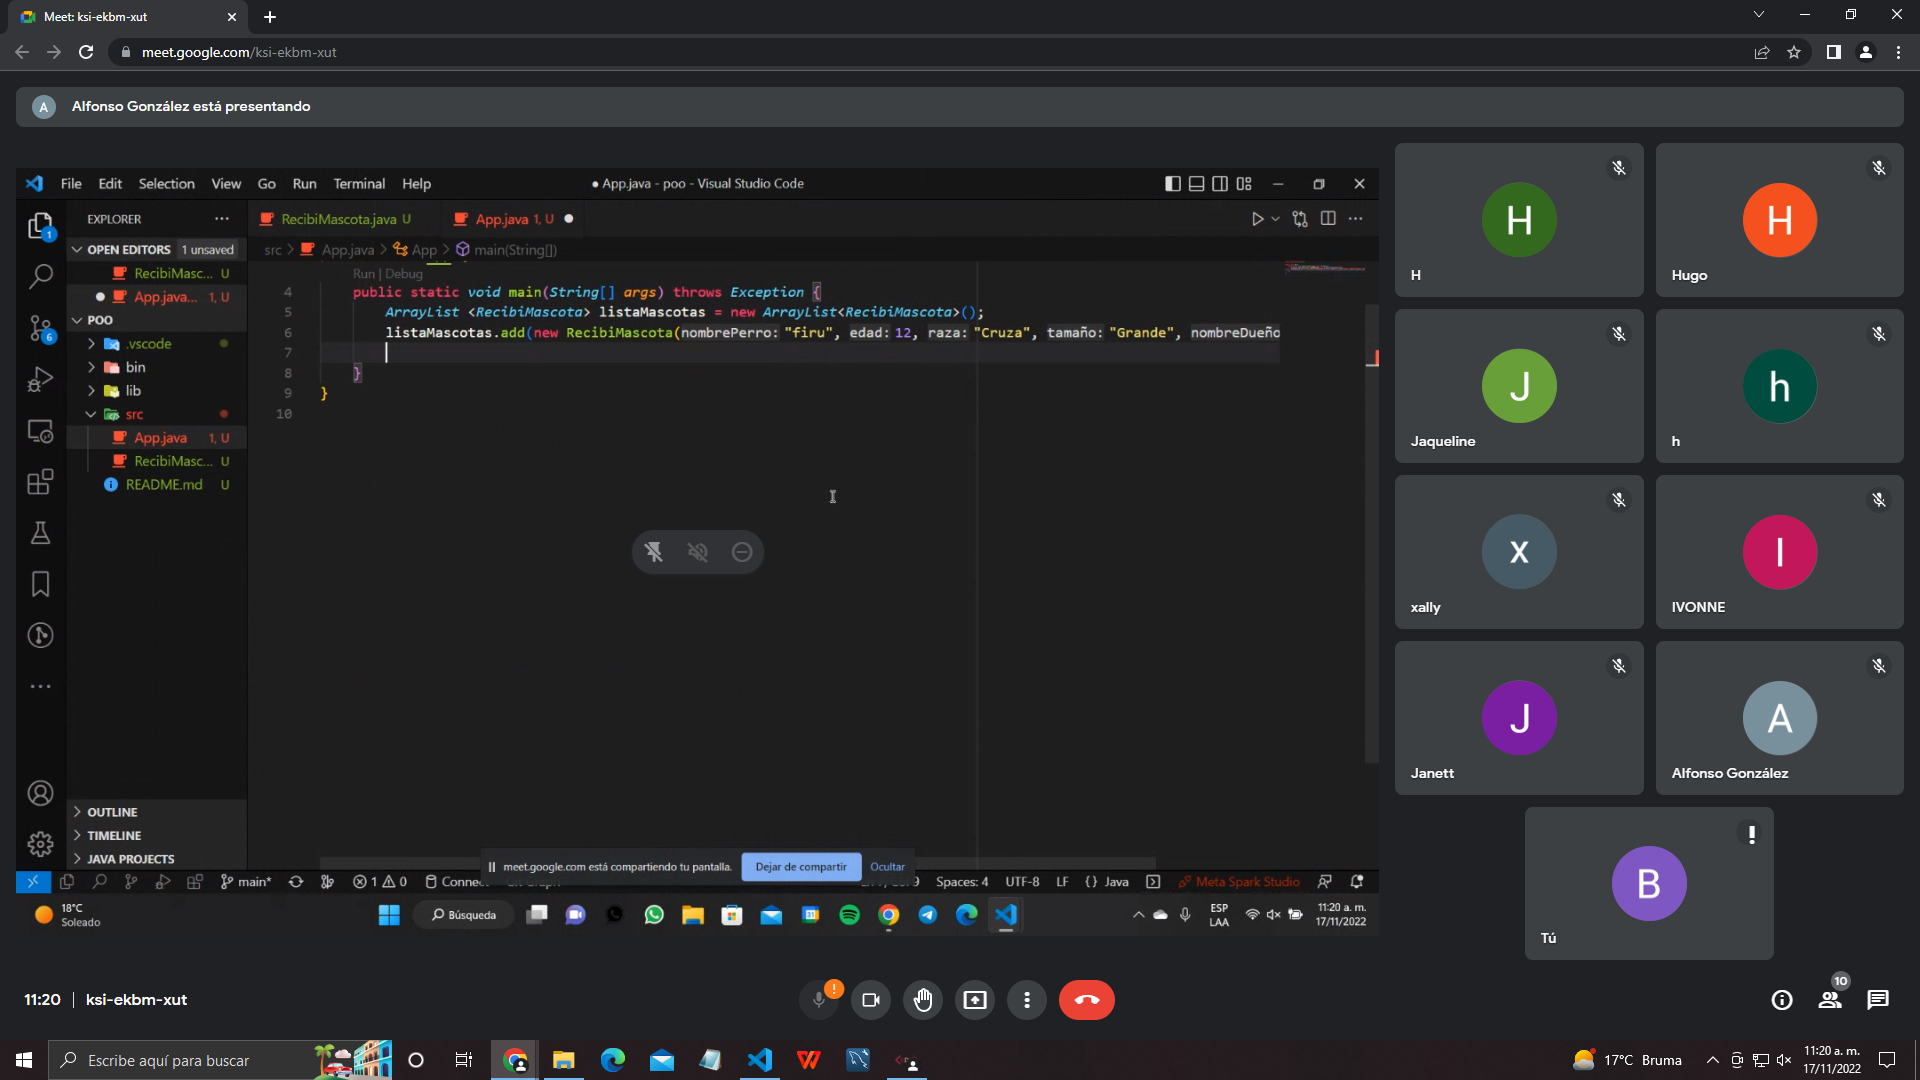 Meet: ksi-ekbm-xut
meet.google.com/ksi-ekbm-xut
A Alfonso González está presentando
File Edit Selection View Go Run Terminal Help
● App.java - poo - Visual Studio Code
EXPLORER
RecibiMascota.java U
App.java 1, U
OPEN EDITORS 1 unsaved
src > App.java > App > main(String[])
RecibiMasc... U
App.java... 1, U
POO
.vscode
bin
lib
src
App.java 1, U
RecibiMasc... U
README.md U
OUTLINE
TIMELINE
JAVA PROJECTS
Run | Debug
4 public static void main(String[] args) throws Exception {
5 ArrayList <RecibiMascota> listaMascotas = new ArrayList<RecibiMascota>();
6 listaMascotas.add(new RecibiMascota(nombrePerro: "firu", edad: 12, raza: "Cruza", tamaño: "Grande", nombreDueño
7
8 }
9 }
10
meet.google.com está compartiendo tu pantalla. Dejar de compartir Ocultar
main* 1 0 Connect Spaces: 4 UTF-8 LF {} Java Meta Spark Studio
1
6
18°C
Soleado
Búsqueda
ESP
LAA
11:20 a. m.
17/11/2022
H
H
H
Hugo
J
Jaqueline
h
h
x
xally
I
IVONNE
J
Janett
A
Alfonso González
B
Tú
11:20 | ksi-ekbm-xut
10
Escribe aquí para buscar
17°C Bruma
11:20 a. m.
17/11/2022